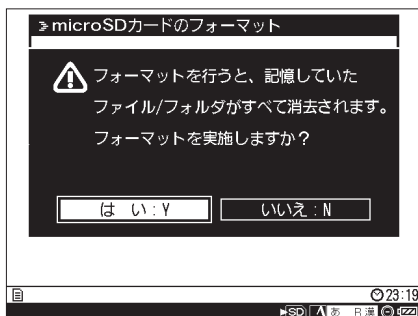 microSDカードのフォーマット
フォーマットを行うと、記憶していた
ファイル/フォルダがすべて消去されます。
フォーマットを実施しますか？
は い:Y
いいえ:N
23:19
SD あ R漢